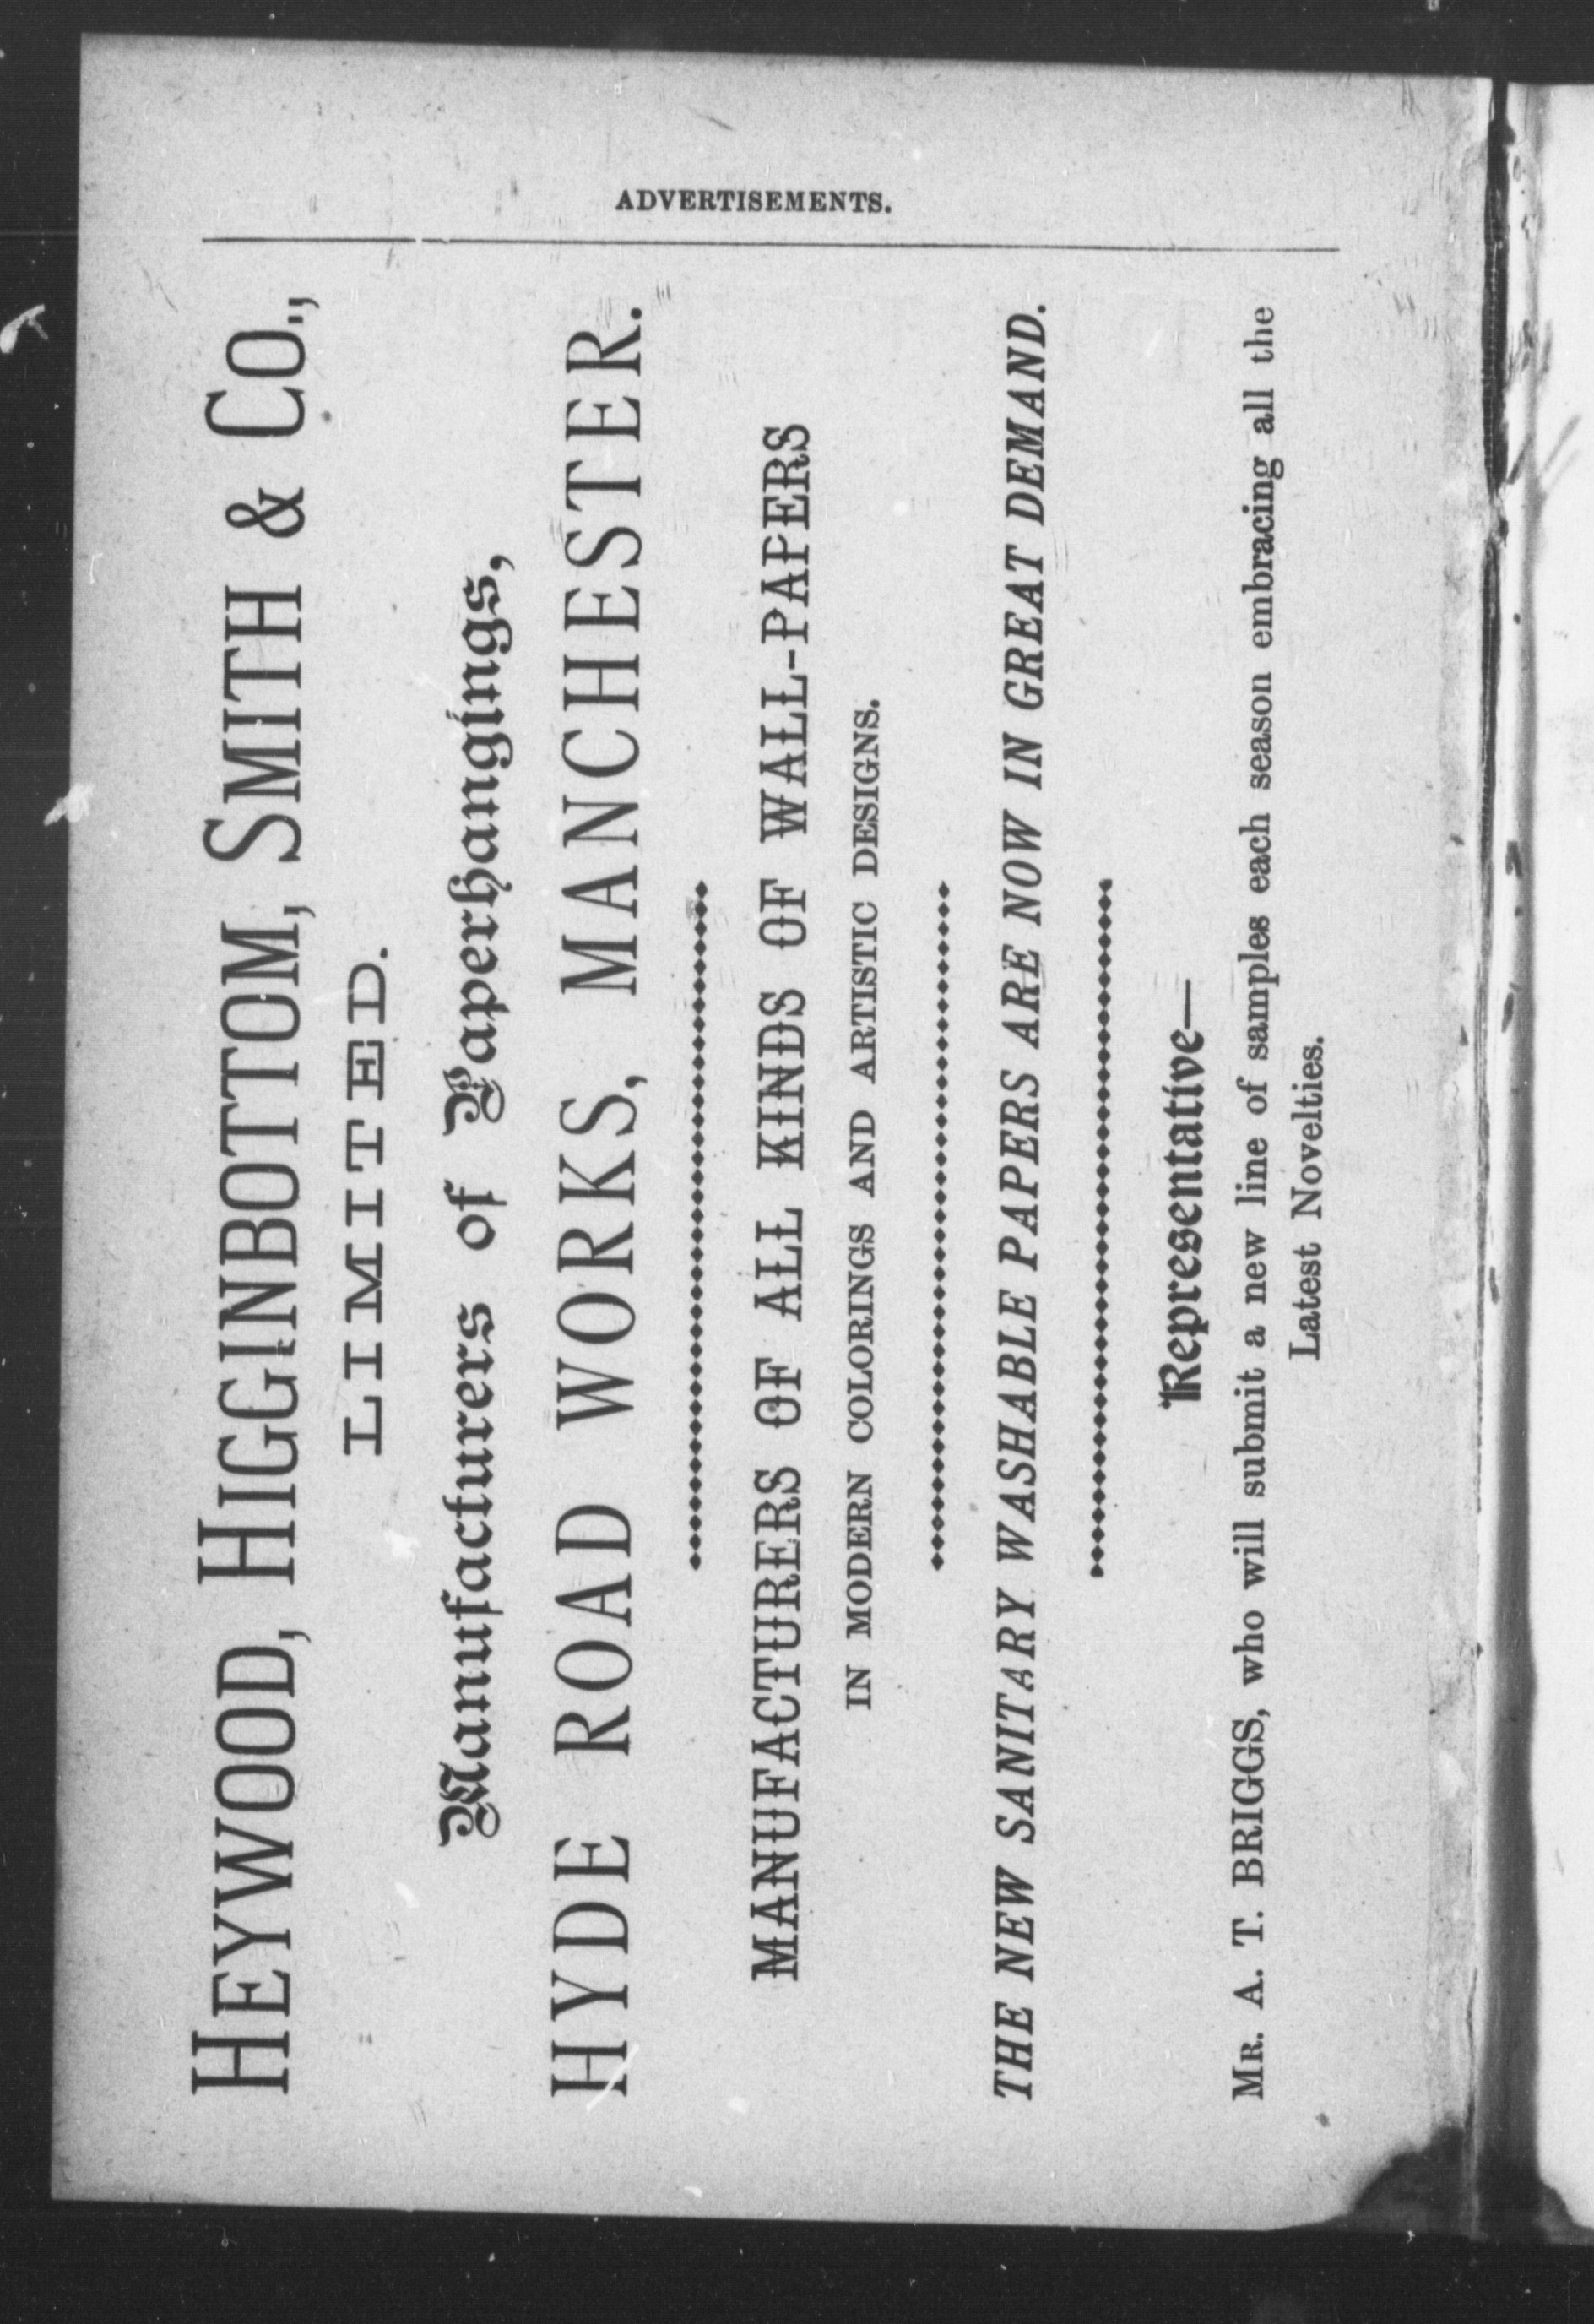 ADVERTISEMENTS.
HEYWOOD, HIGGINBOTTOM, SMITH & CO.,
LIMITED.
Manufacturers of Paperhangings,
HYDE ROAD WORKS, MANCHESTER.
MANUFACTURERS OF ALL KINDS OF WALL-PAPERS
IN MODERN COLORINGS AND ARTISTIC DESIGNS.
THE NEW SANITARY WASHABLE PAPERS ARE NOW IN GREAT DEMAND.
Representative—
MR. A. T. BRIGGS, who will submit a new line of samples each season embracing all the
Latest Novelties.